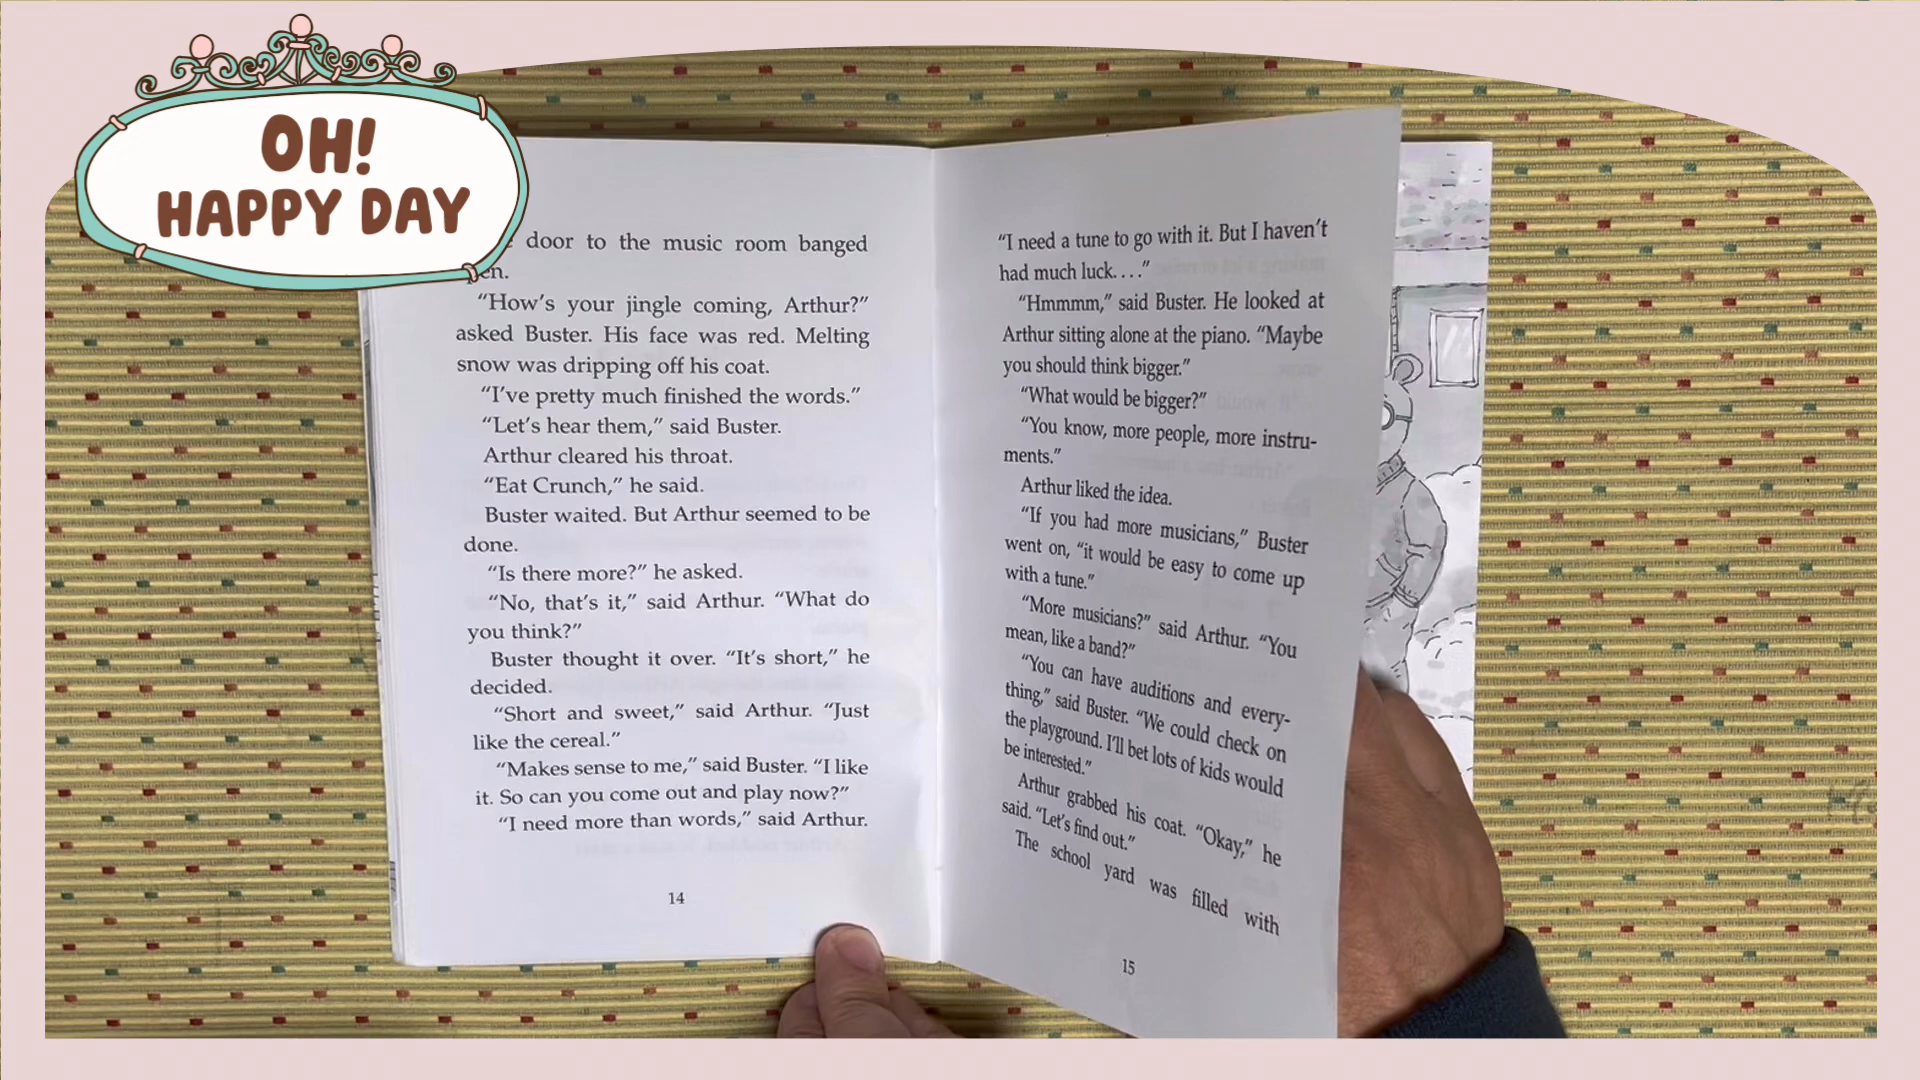 OH!
HAPPY DAY
door to the music room banged
en.
“How’s your jingle coming, Arthur?”
asked Buster. His face was red. Melting
snow was dripping off his coat.
“I’ve pretty much finished the words.”
“Let’s hear them,” said Buster.
Arthur cleared his throat.
“Eat Crunch,” he said.
Buster waited. But Arthur seemed to be
done.
“Is there more?” he asked.
“No, that’s it,” said Arthur. “What do
you think?”
Buster thought it over. “It’s short,” he
decided.
“Short and sweet,” said Arthur. “Just
like the cereal.”
“Makes sense to me,” said Buster. “I like
it. So can you come out and play now?”
“I need more than words,” said Arthur.
14
“I need a tune to go with it. But I haven’t
had much luck. . . .”
“Hmmmm,” said Buster. He looked at
Arthur sitting alone at the piano. “Maybe
you should think bigger.”
“What would be bigger?”
“You know, more people, more instru-
ments.”
Arthur liked the idea.
“If you had more musicians,” Buster
went on, “it would be easy to come up
with a tune.”
“More musicians?” said Arthur. “You
mean, like a band?”
“You can have auditions and every-
thing,” said Buster. “We could check on
the playground. I’ll bet lots of kids would
be interested.”
Arthur grabbed his coat. “Okay,” he
said. “Let’s find out.”
The school yard was filled with
15